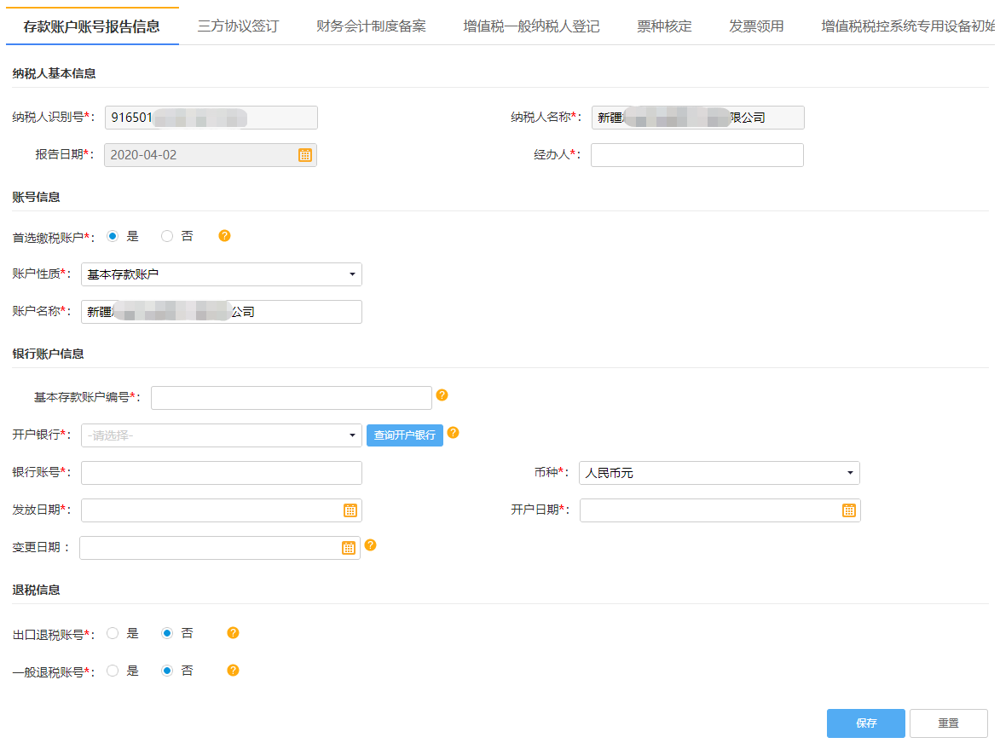 存款账户账号报告信息 三方协议签订 财务会计制度备案 增值税一般纳税人登记 票种核定 发票领用 增值税税控系统专用设备初始
纳税人基本信息
纳税人识别号*: 916501 纳税人名称*: 新疆 限公司
报告日期*: 2020-04-02 经办人*:
账号信息
首选缴税账户*: 是 否 ?
账户性质*: 基本存款账户
账户名称*: 新疆 公司
银行账户信息
基本存款账户编号*: ?
开户银行*: -请选择- 查询开户银行 ?
银行账号*: 币种*: 人民币元
发放日期*: 开户日期*:
变更日期: ?
退税信息
出口退税账号*: 是 否 ?
一般退税账号*: 是 否 ?
保存 重置